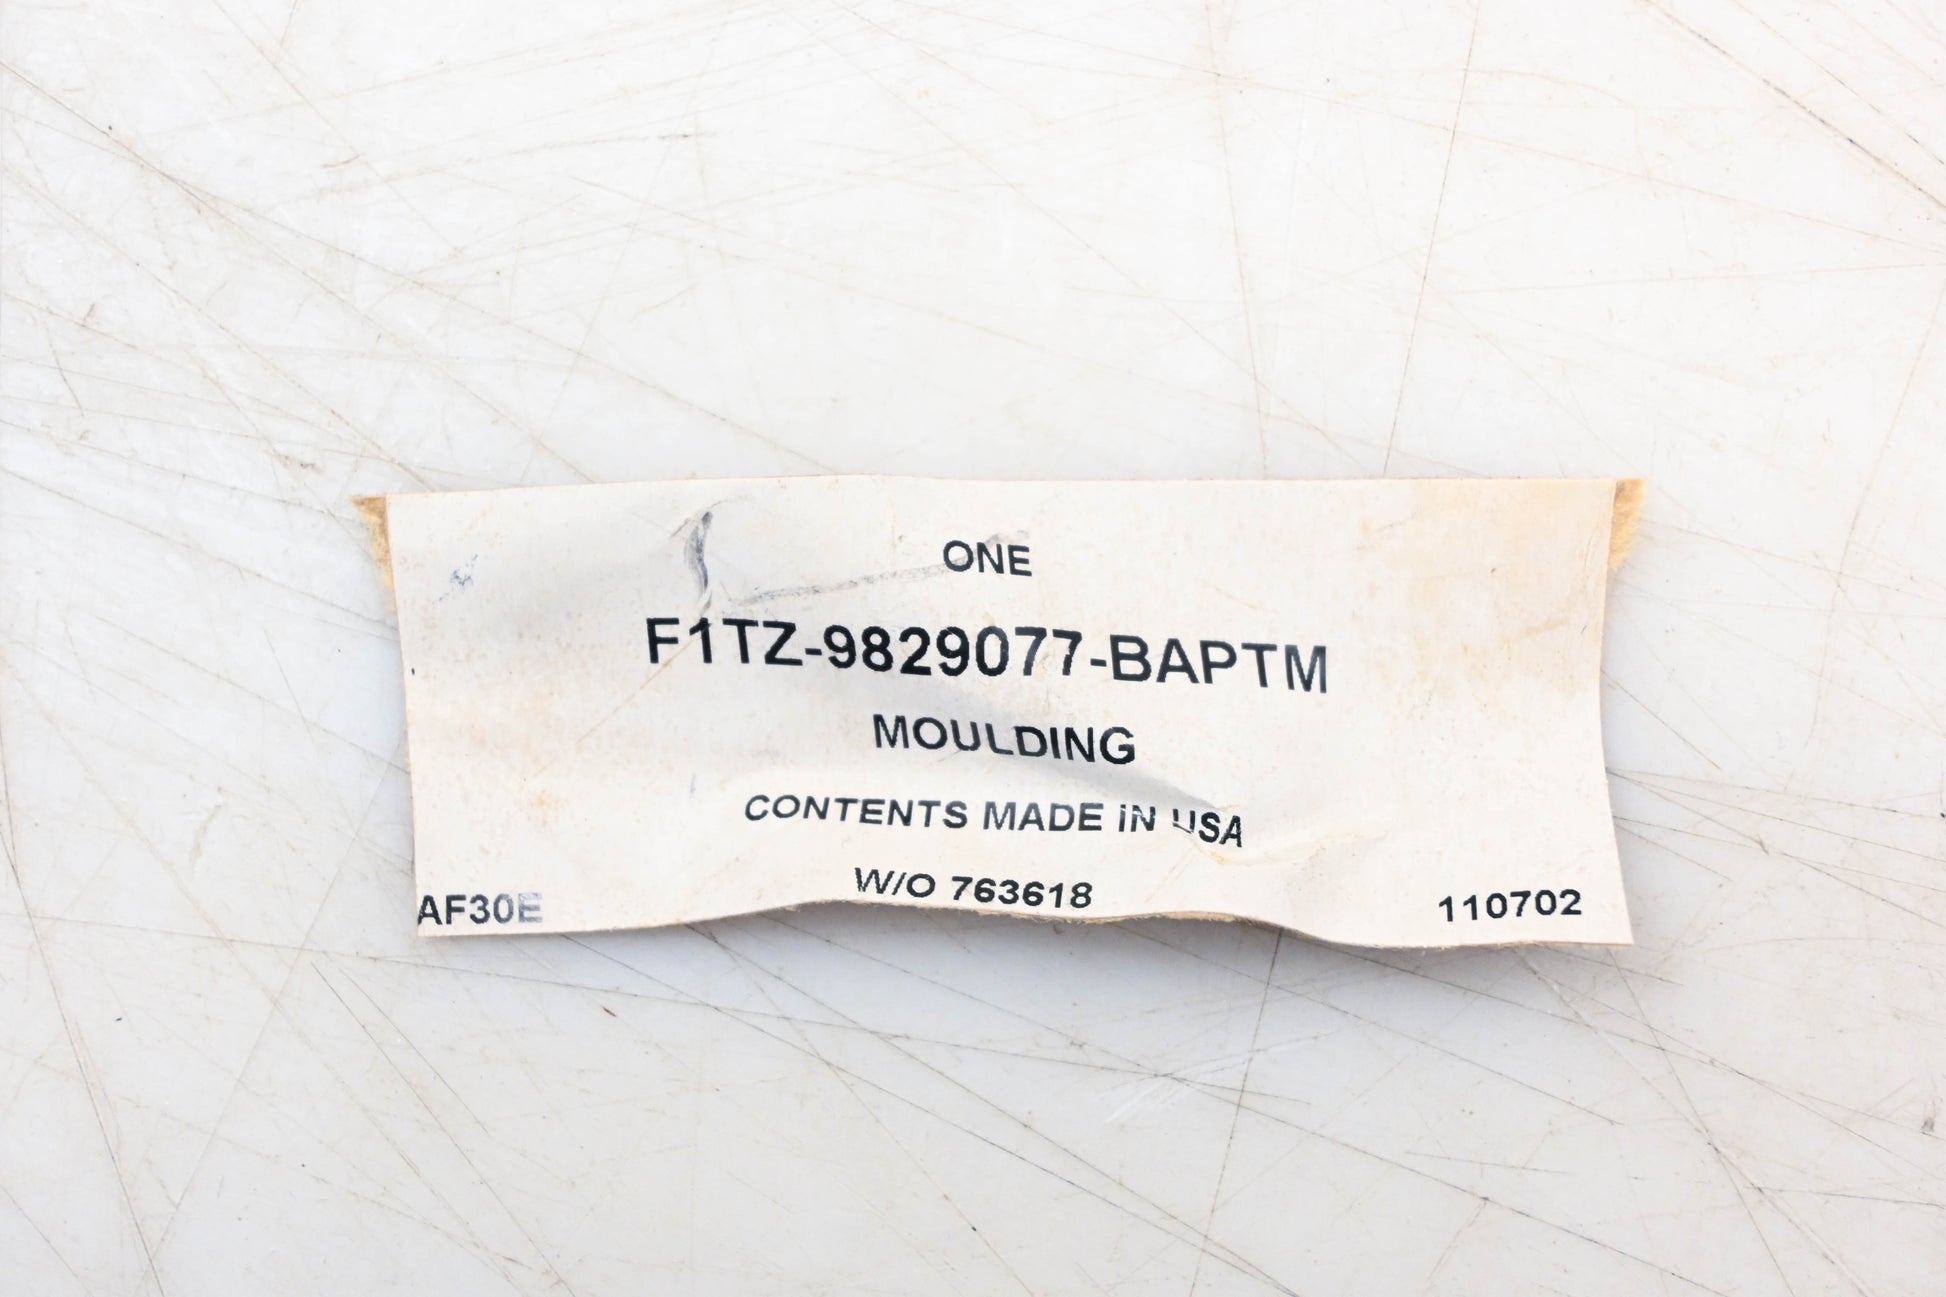 ONE
F1TZ-9829077-BAPTM
MOULDING
CONTENTS MADE IN USA
W/O 763618
AF30E
110702